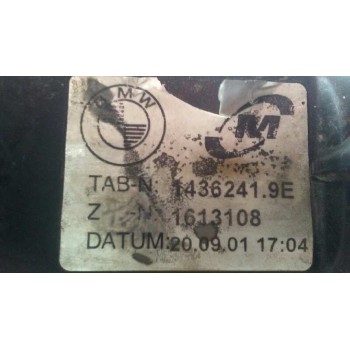 BMW
M
TAB-N: 1436241.9E
Z -N: 1613108
DATUM:20.09.01 17:04